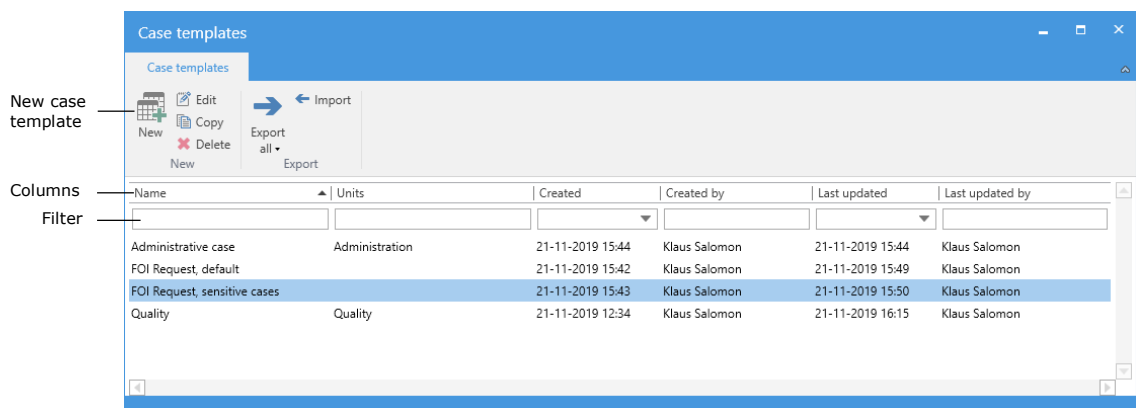 Case templates
Case templates
New case
template
New
Edit
Copy
Delete
New
Export
all
Import
Export
Columns
Name Units Created Created by Last updated Last updated by
Filter
Administrative case Administration 21-11-2019 15:44 Klaus Salomon 21-11-2019 15:44 Klaus Salomon
FOI Request, default 21-11-2019 15:42 Klaus Salomon 21-11-2019 15:49 Klaus Salomon
FOI Request, sensitive cases 21-11-2019 15:43 Klaus Salomon 21-11-2019 15:50 Klaus Salomon
Quality Quality 21-11-2019 12:34 Klaus Salomon 21-11-2019 16:15 Klaus Salomon